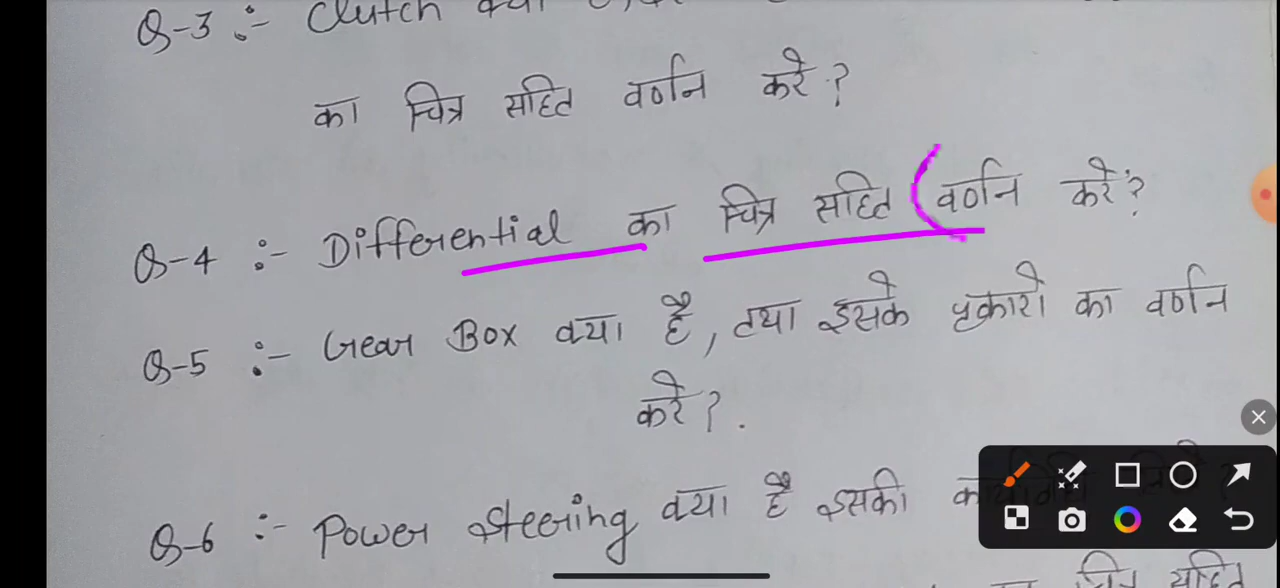 Q-3 :- Clutch क्या
का चित्र सहित वर्णन करे ?
Q-4 :- Differential का चित्र सहित वर्णन करे ?
Q-5 :- Gear Box क्या है, तथा इसके प्रकारो का वर्णन
करे ? .
Q-6 :- Power Steering क्या है इसकी
चित्र सहित